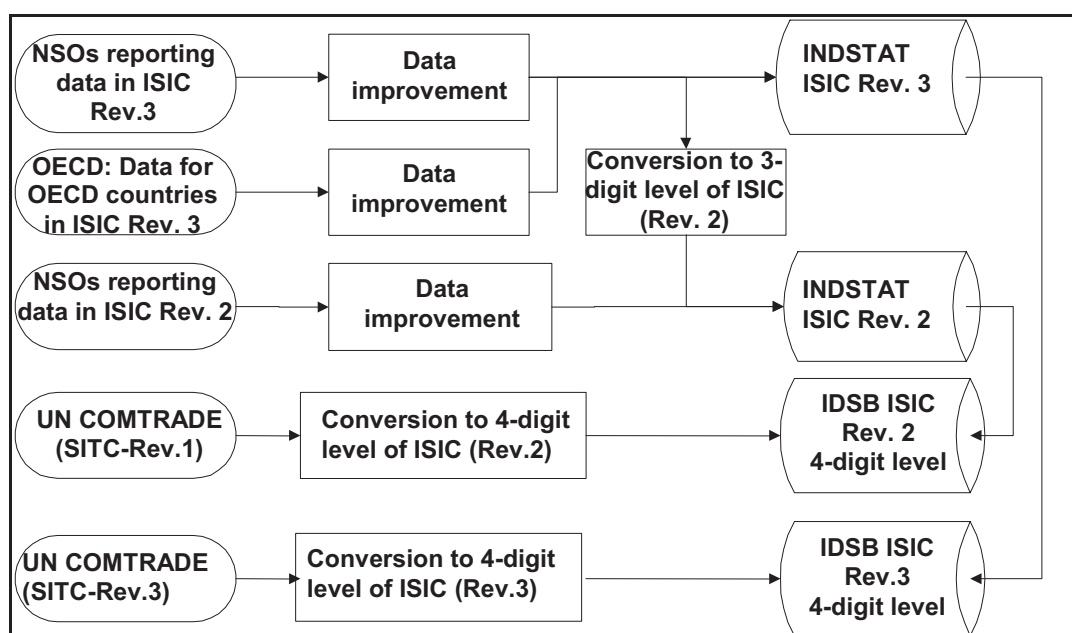 NSOs reporting
data in ISIC
Rev.3
Data
improvement
INDSTAT
ISIC Rev. 3
OECD: Data for
OECD countries
in ISIC Rev. 3
Data
improvement
Conversion to 3-
digit level of ISIC
(Rev. 2)
NSOs reporting
data in ISIC Rev. 2
Data
improvement
INDSTAT
ISIC Rev. 2
UN COMTRADE
(SITC-Rev.1)
Conversion to 4-digit
level of ISIC (Rev.2)
IDSB ISIC
Rev. 2
4-digit level
UN COMTRADE
(SITC-Rev.3)
Conversion to 4-digit
level of ISIC (Rev.3)
IDSB ISIC
Rev.3
4-digit level